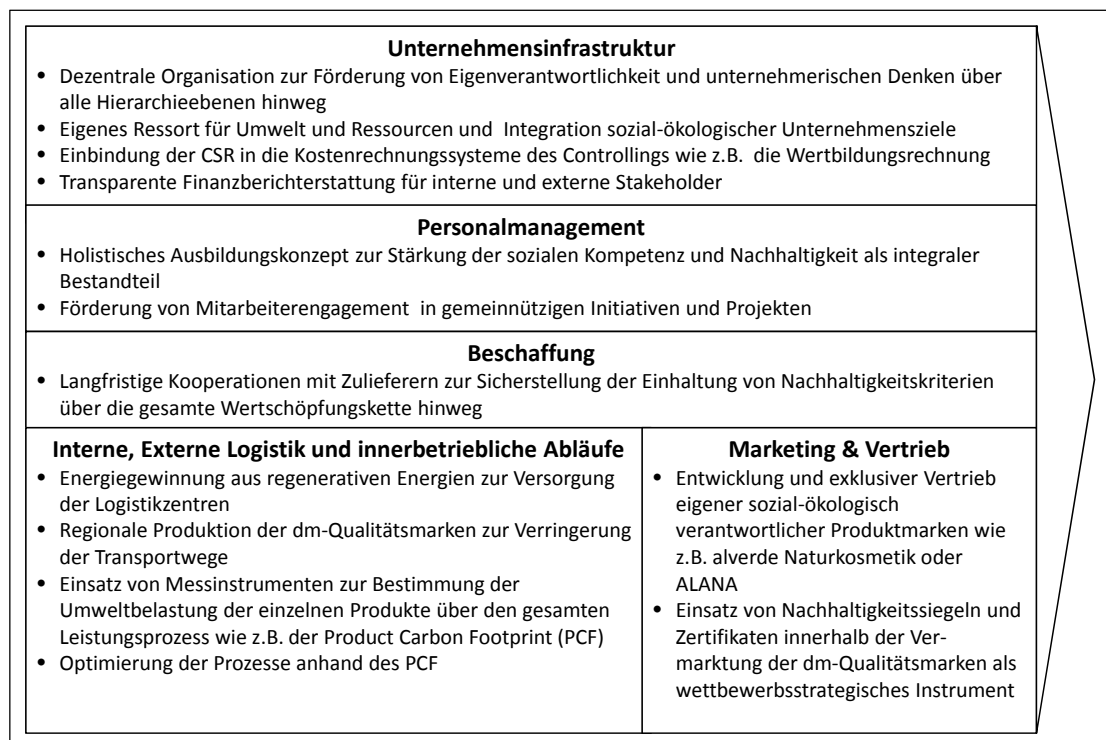 Unternehmensinfrastruktur
• Dezentrale Organisation zur Förderung von Eigenverantwortlichkeit und unternehmerischen Denken über
alle Hierarchieebenen hinweg
• Eigenes Ressort für Umwelt und Ressourcen und  Integration sozial-ökologischer Unternehmensziele
• Einbindung der CSR in die Kostenrechnungssysteme des Controllings wie z.B.  die Wertbildungsrechnung
• Transparente Finanzberichterstattung für interne und externe Stakeholder
Personalmanagement
• Holistisches Ausbildungskonzept zur Stärkung der sozialen Kompetenz und Nachhaltigkeit als integraler
Bestandteil
• Förderung von Mitarbeiterengagement  in gemeinnützigen Initiativen und Projekten
Beschaffung
• Langfristige Kooperationen mit Zulieferern zur Sicherstellung der Einhaltung von Nachhaltigkeitskriterien
über die gesamte Wertschöpfungskette hinweg
Interne, Externe Logistik und innerbetriebliche Abläufe
• Energiegewinnung aus regenerativen Energien zur Versorgung
der Logistikzentren
• Regionale Produktion der dm-Qualitätsmarken zur Verringerung
der Transportwege
• Einsatz von Messinstrumenten zur Bestimmung der
Umweltbelastung der einzelnen Produkte über den gesamten
Leistungsprozess wie z.B. der Product Carbon Footprint (PCF)
• Optimierung der Prozesse anhand des PCF
Marketing & Vertrieb
• Entwicklung und exklusiver Vertrieb
eigener sozial-ökologisch
verantwortlicher Produktmarken wie
z.B. alverde Naturkosmetik oder
ALANA
• Einsatz von Nachhaltigkeitssiegeln und
Zertifikaten innerhalb der Ver-
marktung der dm-Qualitätsmarken als
wettbewerbsstrategisches Instrument